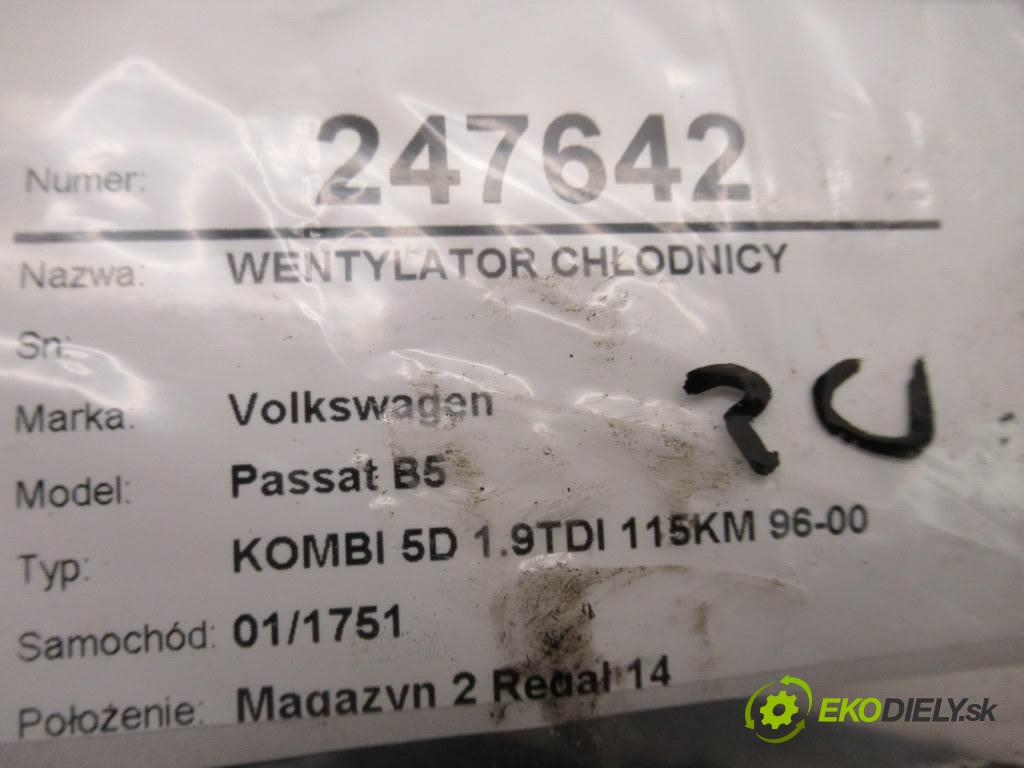 Numer: 247642
Nazwa: WENTYLATOR CHŁODNICY
Sn:
Marka: Volkswagen
Model: Passat B5
Typ: KOMBI 5D 1.9TDI 115KM 96-00
Samochód: 01/1751
Położenie: Magazyn 2 Regał 14
EKODIELY.sk